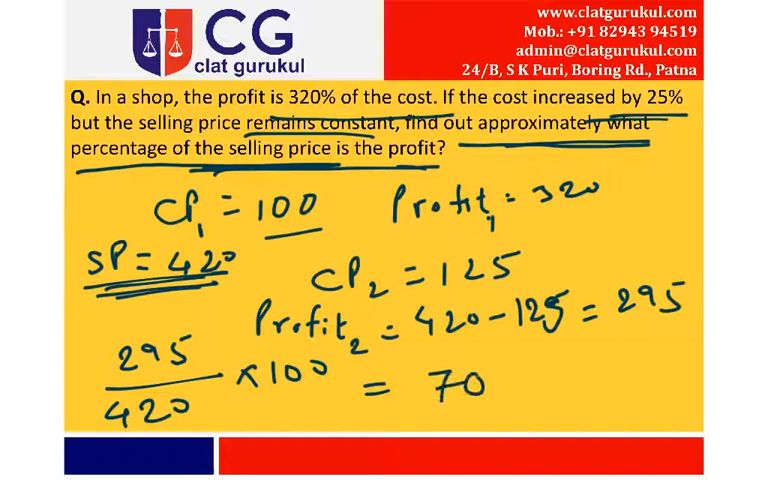 CG
clat gurukul
www.clatgurukul.com
Mob.: +91 82943 94519
admin@clatgurukul.com
24/B, S K Puri, Boring Rd., Patna
Q. In a shop, the profit is 320% of the cost. If the cost increased by 25%
but the selling price remains constant, find out approximately what
percentage of the selling price is the profit?
CP₁ = 100 Profit₁ = 320
SP = 420
CP₂ = 125
Profit₂ = 420 - 125 = 295
295/420 × 100 = 70